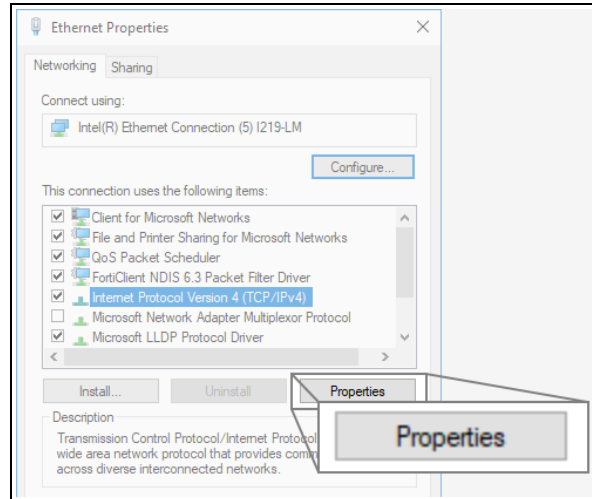 Ethernet Properties
Networking Sharing
Connect using:
Intel(R) Ethernet Connection (5) I219-LM
Configure...
This connection uses the following items:
Client for Microsoft Networks
File and Printer Sharing for Microsoft Networks
QoS Packet Scheduler
FortiClient NDIS 6.3 Packet Filter Driver
Internet Protocol Version 4 (TCP/IPv4)
Microsoft Network Adapter Multiplexor Protocol
Microsoft LLDP Protocol Driver
Install... Uninstall Properties
Properties
Description
Transmission Control Protocol/Internet Protocol
wide area network protocol that provides
across diverse interconnected networks.